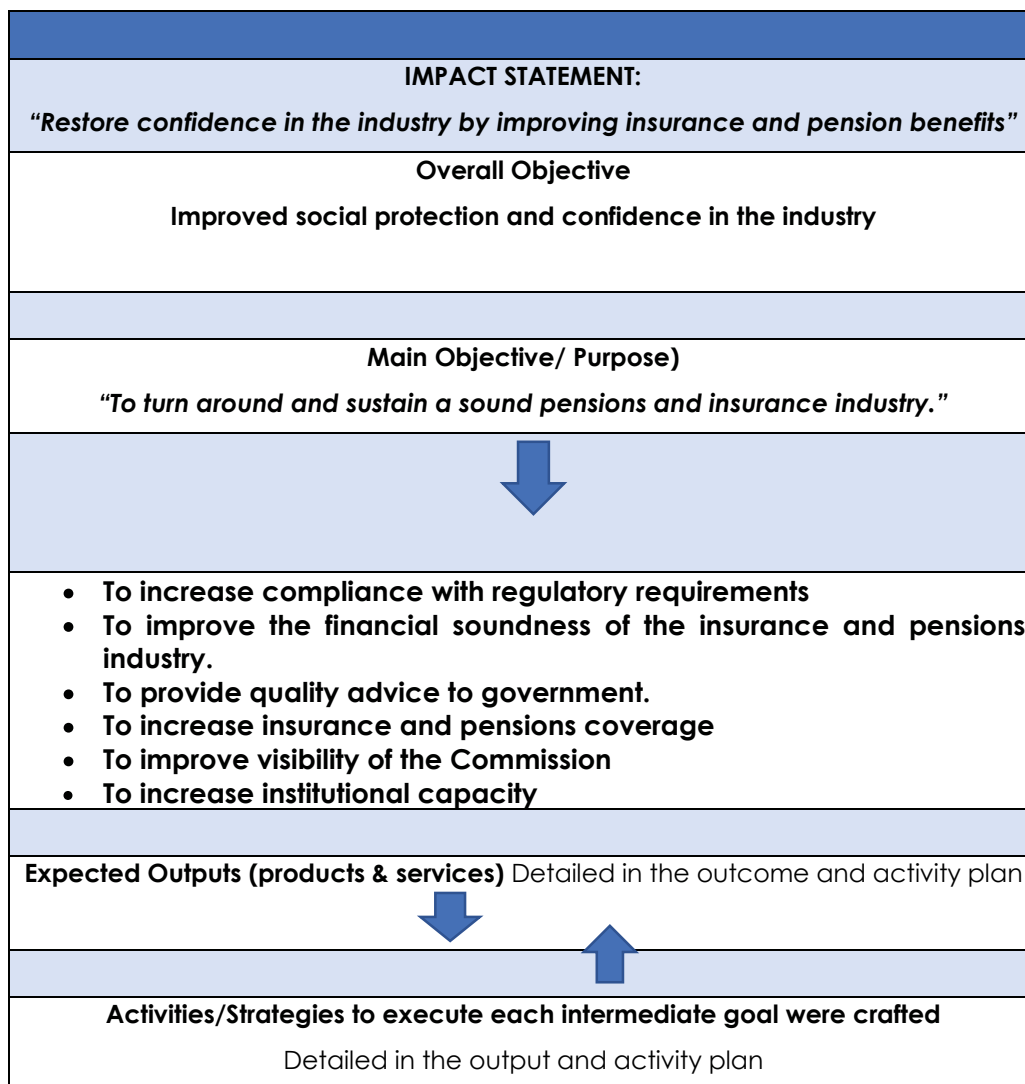 IMPACT STATEMENT:
“Restore confidence in the industry by improving insurance and pension benefits”
Overall Objective
Improved social protection and confidence in the industry
Main Objective/ Purpose)
“To turn around and sustain a sound pensions and insurance industry.”
• To increase compliance with regulatory requirements
• To improve the financial soundness of the insurance and pensions
industry.
• To provide quality advice to government.
• To increase insurance and pensions coverage
• To improve visibility of the Commission
• To increase institutional capacity
Expected Outputs (products & services) Detailed in the outcome and activity plan
Activities/Strategies to execute each intermediate goal were crafted
Detailed in the output and activity plan